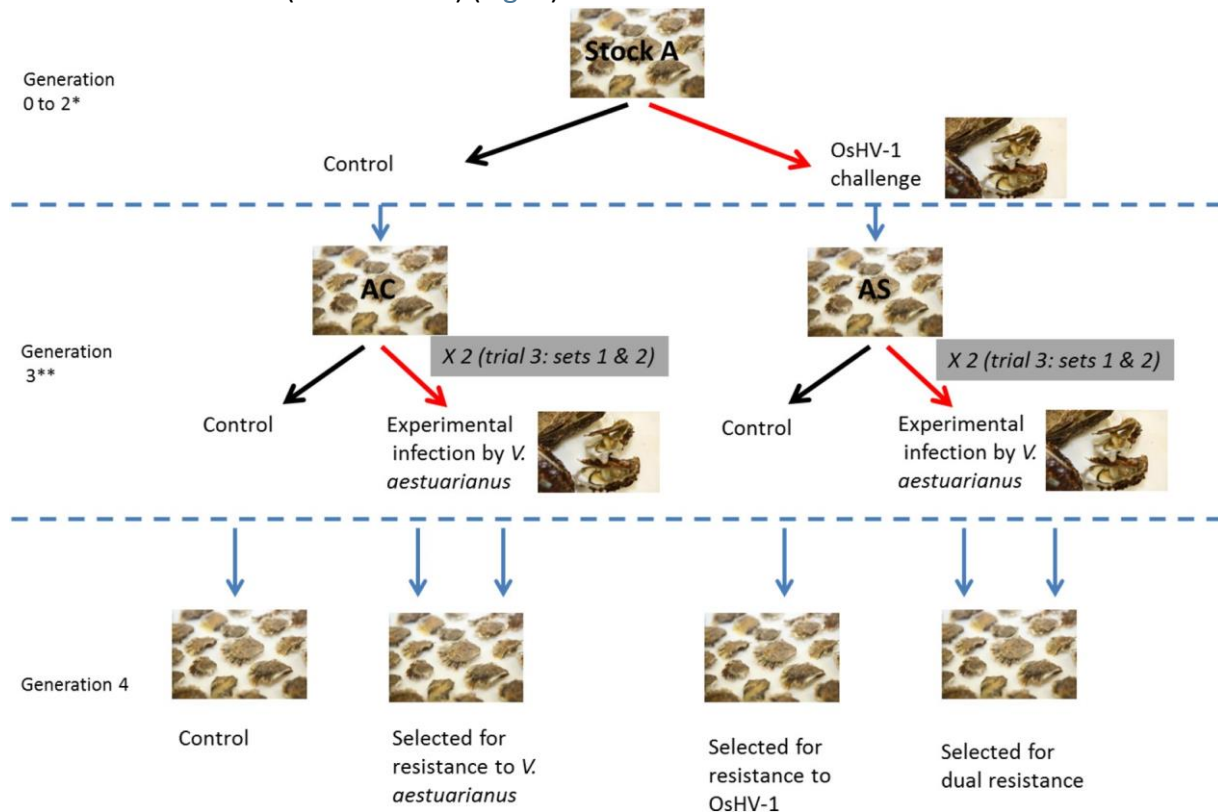 Stock A
Generation
0 to 2*
Control
OsHV-1
challenge
AC
AS
Generation
3**
X 2 (trial 3: sets 1 & 2)
X 2 (trial 3: sets 1 & 2)
Control
Experimental
infection by V.
aestuarianus
Control
Experimental
infection by V.
aestuarianus
Generation 4
Control
Selected for
resistance to V.
aestuarianus
Selected for
resistance to
OsHV-1
Selected for
dual resistance